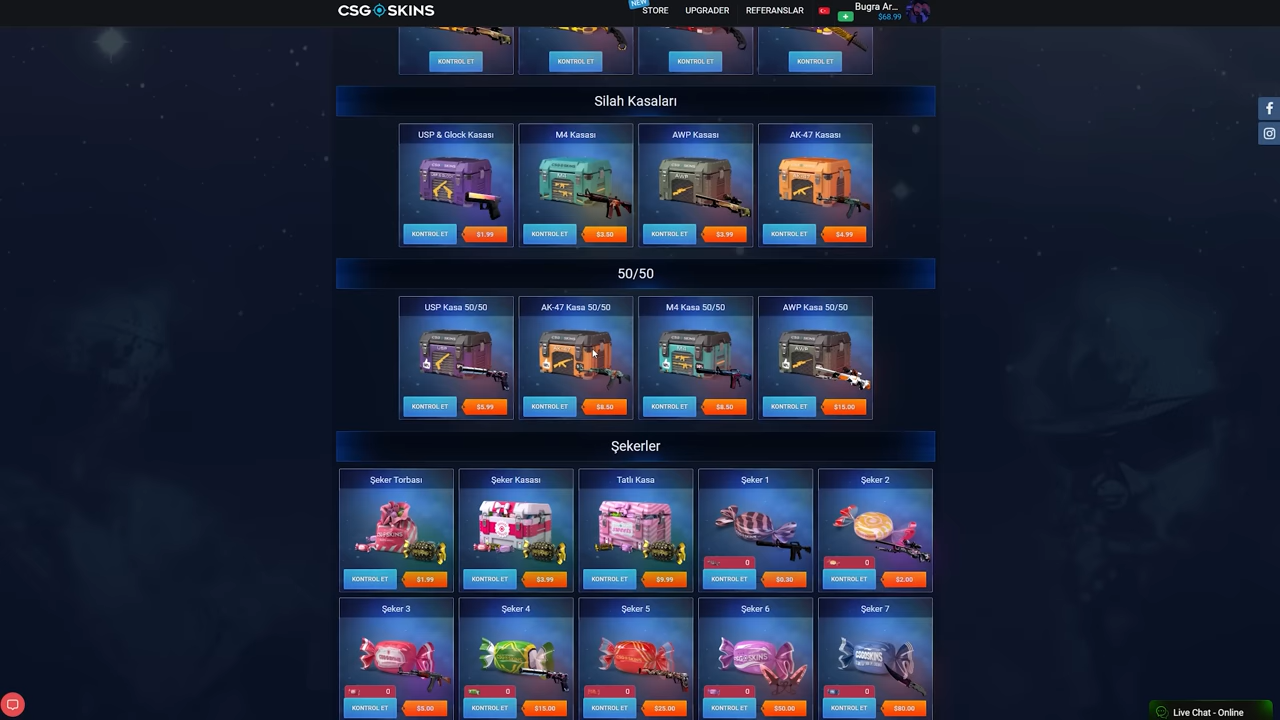 CSG SKINS
NEW
STORE
UPGRADER
REFERANSLAR
Bugra Ar...
$68.99
KONTROL ET
KONTROL ET
KONTROL ET
KONTROL ET
Silah Kasaları
USP & Glock Kasası
M4 Kasası
AWP Kasası
AK-47 Kasası
KONTROL ET $1.99
KONTROL ET $3.50
KONTROL ET $3.99
KONTROL ET $4.99
50/50
USP Kasa 50/50
AK-47 Kasa 50/50
M4 Kasa 50/50
AWP Kasa 50/50
KONTROL ET $5.99
KONTROL ET $8.50
KONTROL ET $8.50
KONTROL ET $15.00
Şekerler
Şeker Torbası
Şeker Kasası
Tatlı Kasa
Şeker 1
Şeker 2
0
0
KONTROL ET $1.99
KONTROL ET $3.99
KONTROL ET $9.99
KONTROL ET $0.30
KONTROL ET $2.00
Şeker 3
Şeker 4
Şeker 5
Şeker 6
Şeker 7
0
0
0
0
0
KONTROL ET $5.00
KONTROL ET $15.00
KONTROL ET $25.00
KONTROL ET $50.00
KONTROL ET $80.00
Live Chat - Online